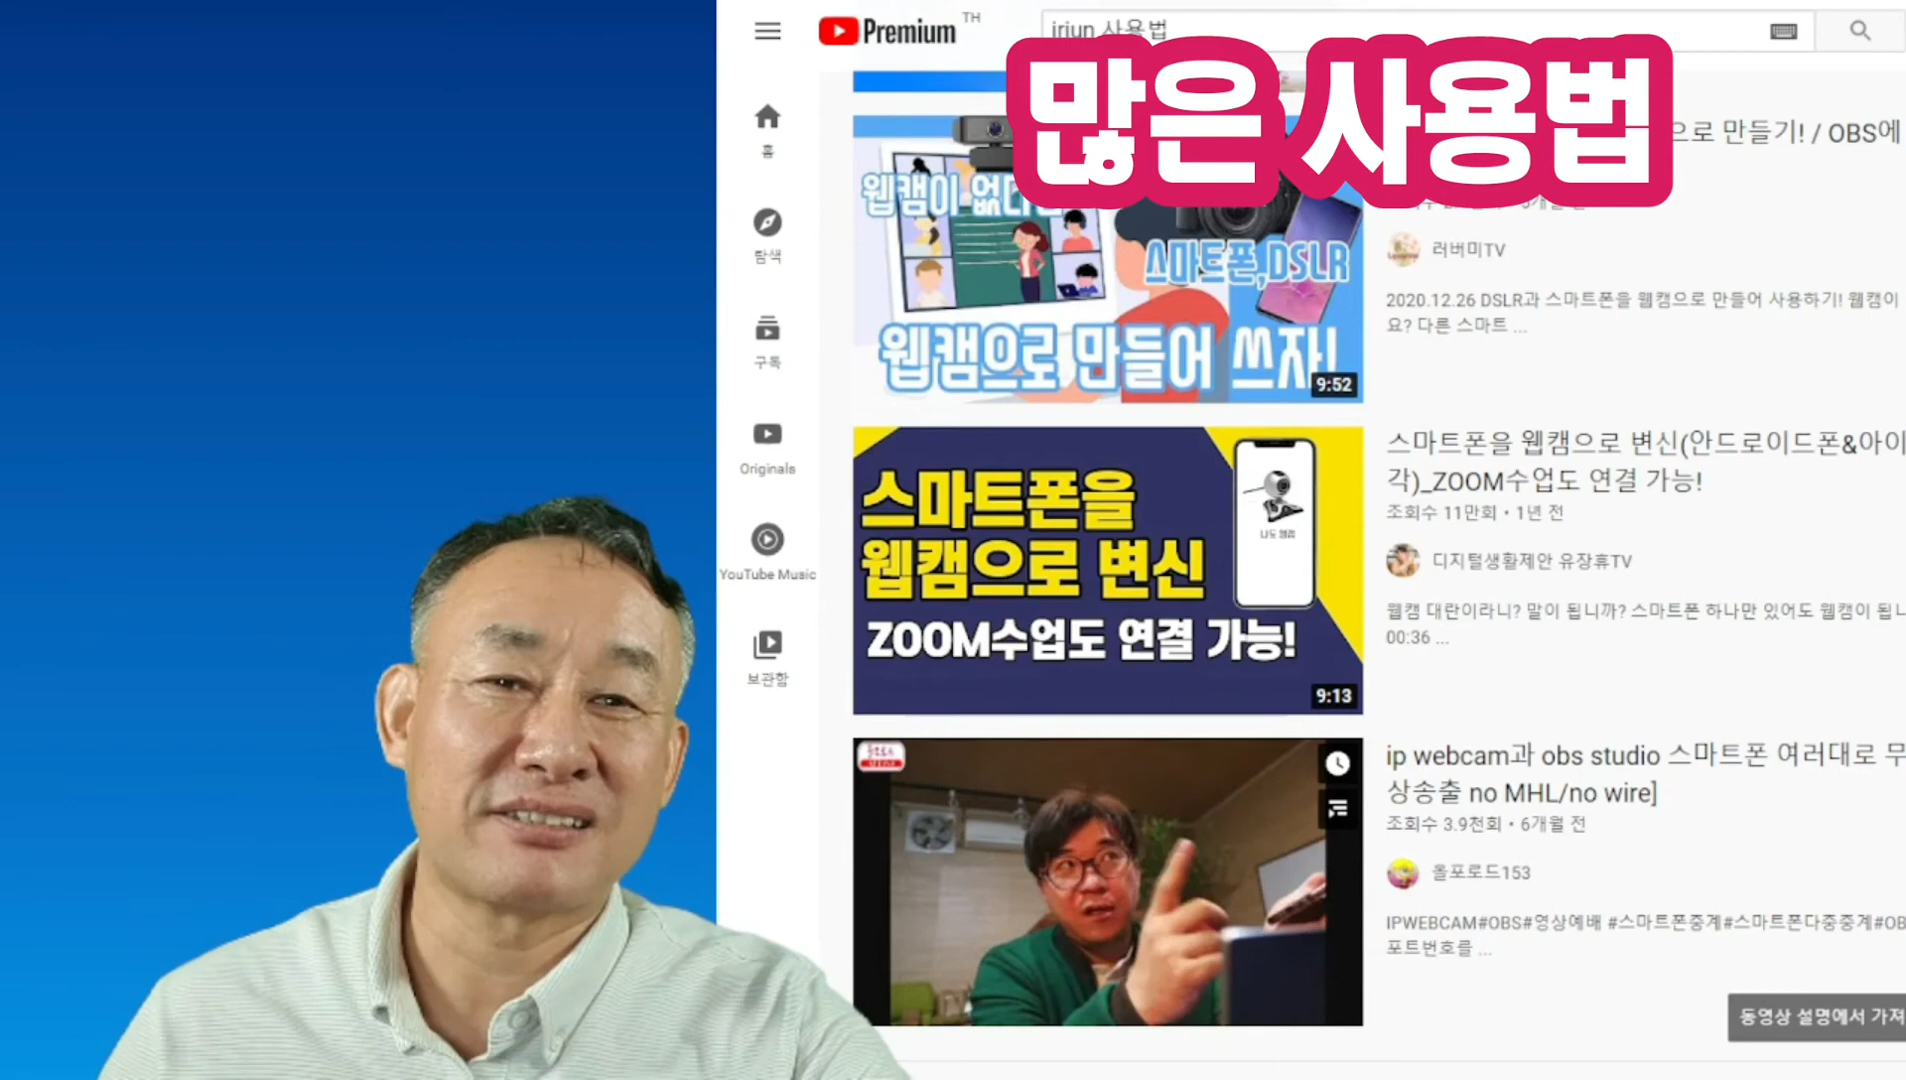 Premium TH
iriun 사용법
많은 사용법
홈
탐색
구독
Originals
YouTube Music
보관함
웹캠이 없다면
스마트폰,DSLR
웹캠으로 만들어 쓰자!
9:52
으로 만들기! / OBS에
러버미TV
2020.12.26 DSLR과 스마트폰을 웹캠으로 만들어 사용하기! 웹캠이
요? 다른 스마트 ...
스마트폰을
웹캠으로 변신
ZOOM수업도 연결 가능!
나도 웹캠
9:13
스마트폰을 웹캠으로 변신(안드로이드폰&아이
각)_ZOOM수업도 연결 가능!
조회수 11만회 • 1년 전
디지털생활제안 유장휴TV
웹캠 대란이라니? 말이 됩니까? 스마트폰 하나만 있어도 웹캠이 됩니
00:36 ...
ip webcam과 obs studio 스마트폰 여러대로 무
상송출 no MHL/no wire]
조회수 3.9천회 • 6개월 전
올포로드153
IPWEBCAM#OBS#영상예배 #스마트폰중계#스마트폰다중중계#OB
포트번호를 ...
동영상 설명에서 가져